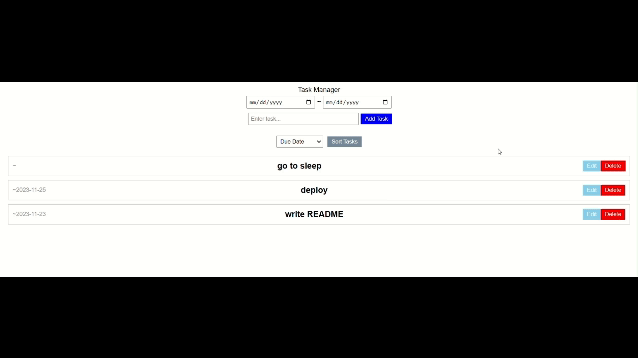 Task Manager
mm/dd/yyyy – mm/dd/yyyy
Enter task... Add Task
Due Date Sort Tasks
~ go to sleep Edit Delete
~2023-11-25 deploy Edit Delete
~2023-11-23 write README Edit Delete